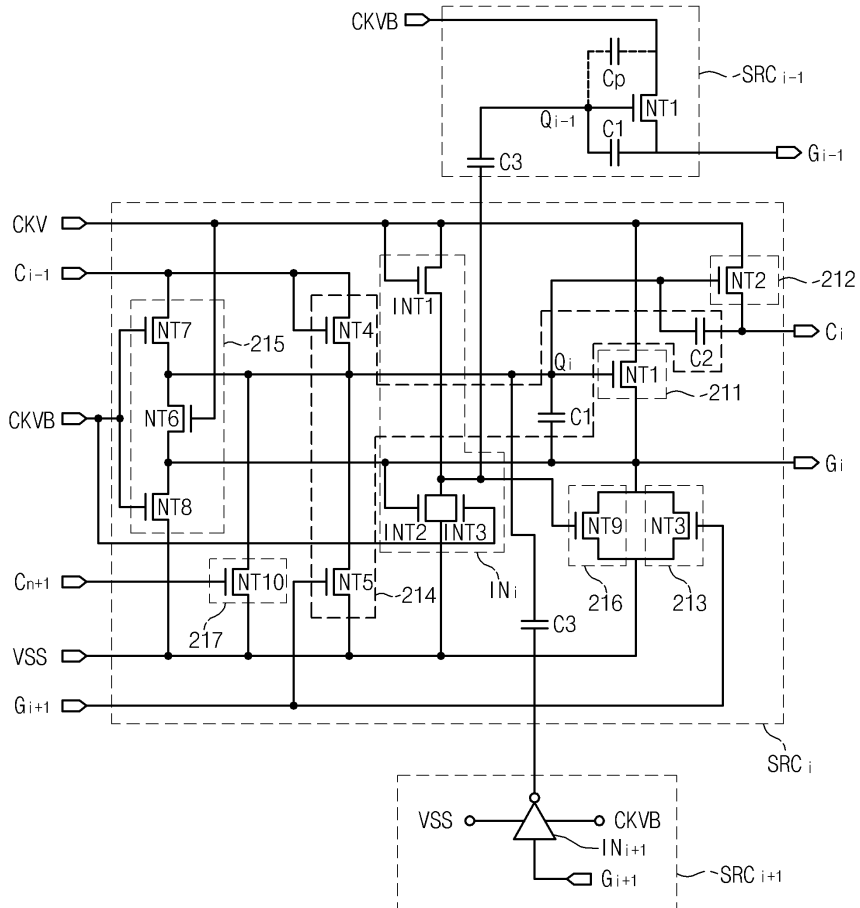 CKVB
SRCi-1
Cp
NT1
Qi-1
C1
Gi-1
C3
CKV
Ci-1
NT2
212
INT1
NT7
NT4
215
C2
Ci
Qi
NT1
211
NT6
CKVB
C1
Gi
NT8
INT2
INT3
NT9
NT3
INi
Cn+1
NT10
NT5
214
216
213
217
C3
VSS
Gi+1
SRCi
VSS
CKVB
INi+1
Gi+1
SRCi+1